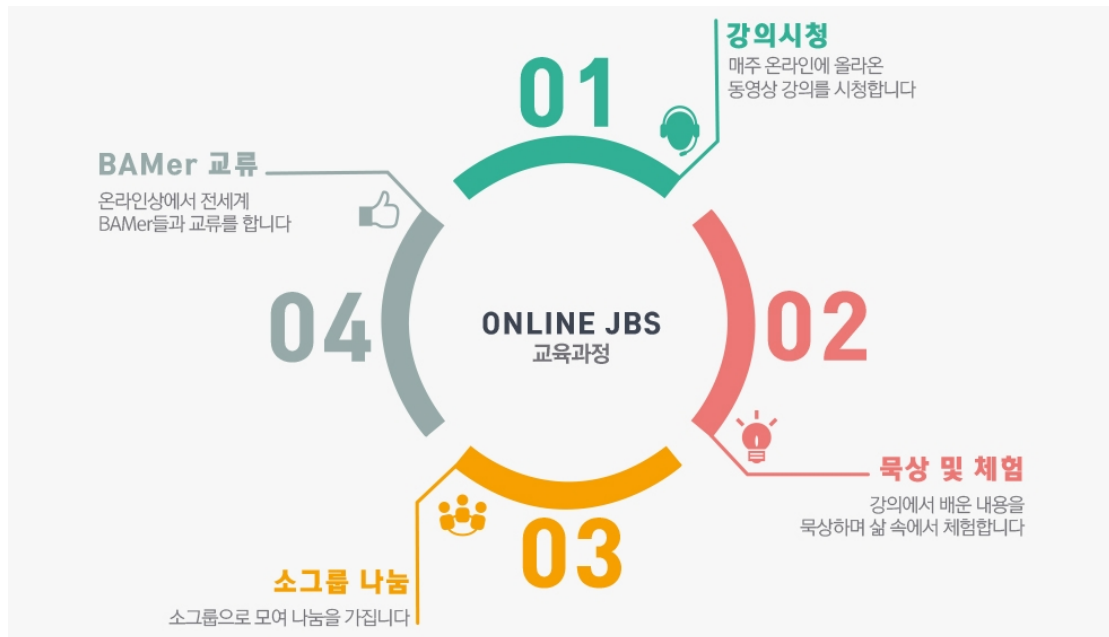 01
강의시청
매주 온라인에 올라온
동영상 강의를 시청합니다
02
묵상 및 체험
강의에서 배운 내용을
묵상하며 삶 속에서 체험합니다
03
소그룹 나눔
소그룹으로 모여 나눔을 가집니다
04
BAMer 교류
온라인상에서 전세계
BAMer들과 교류를 합니다
ONLINE JBS
교육과정